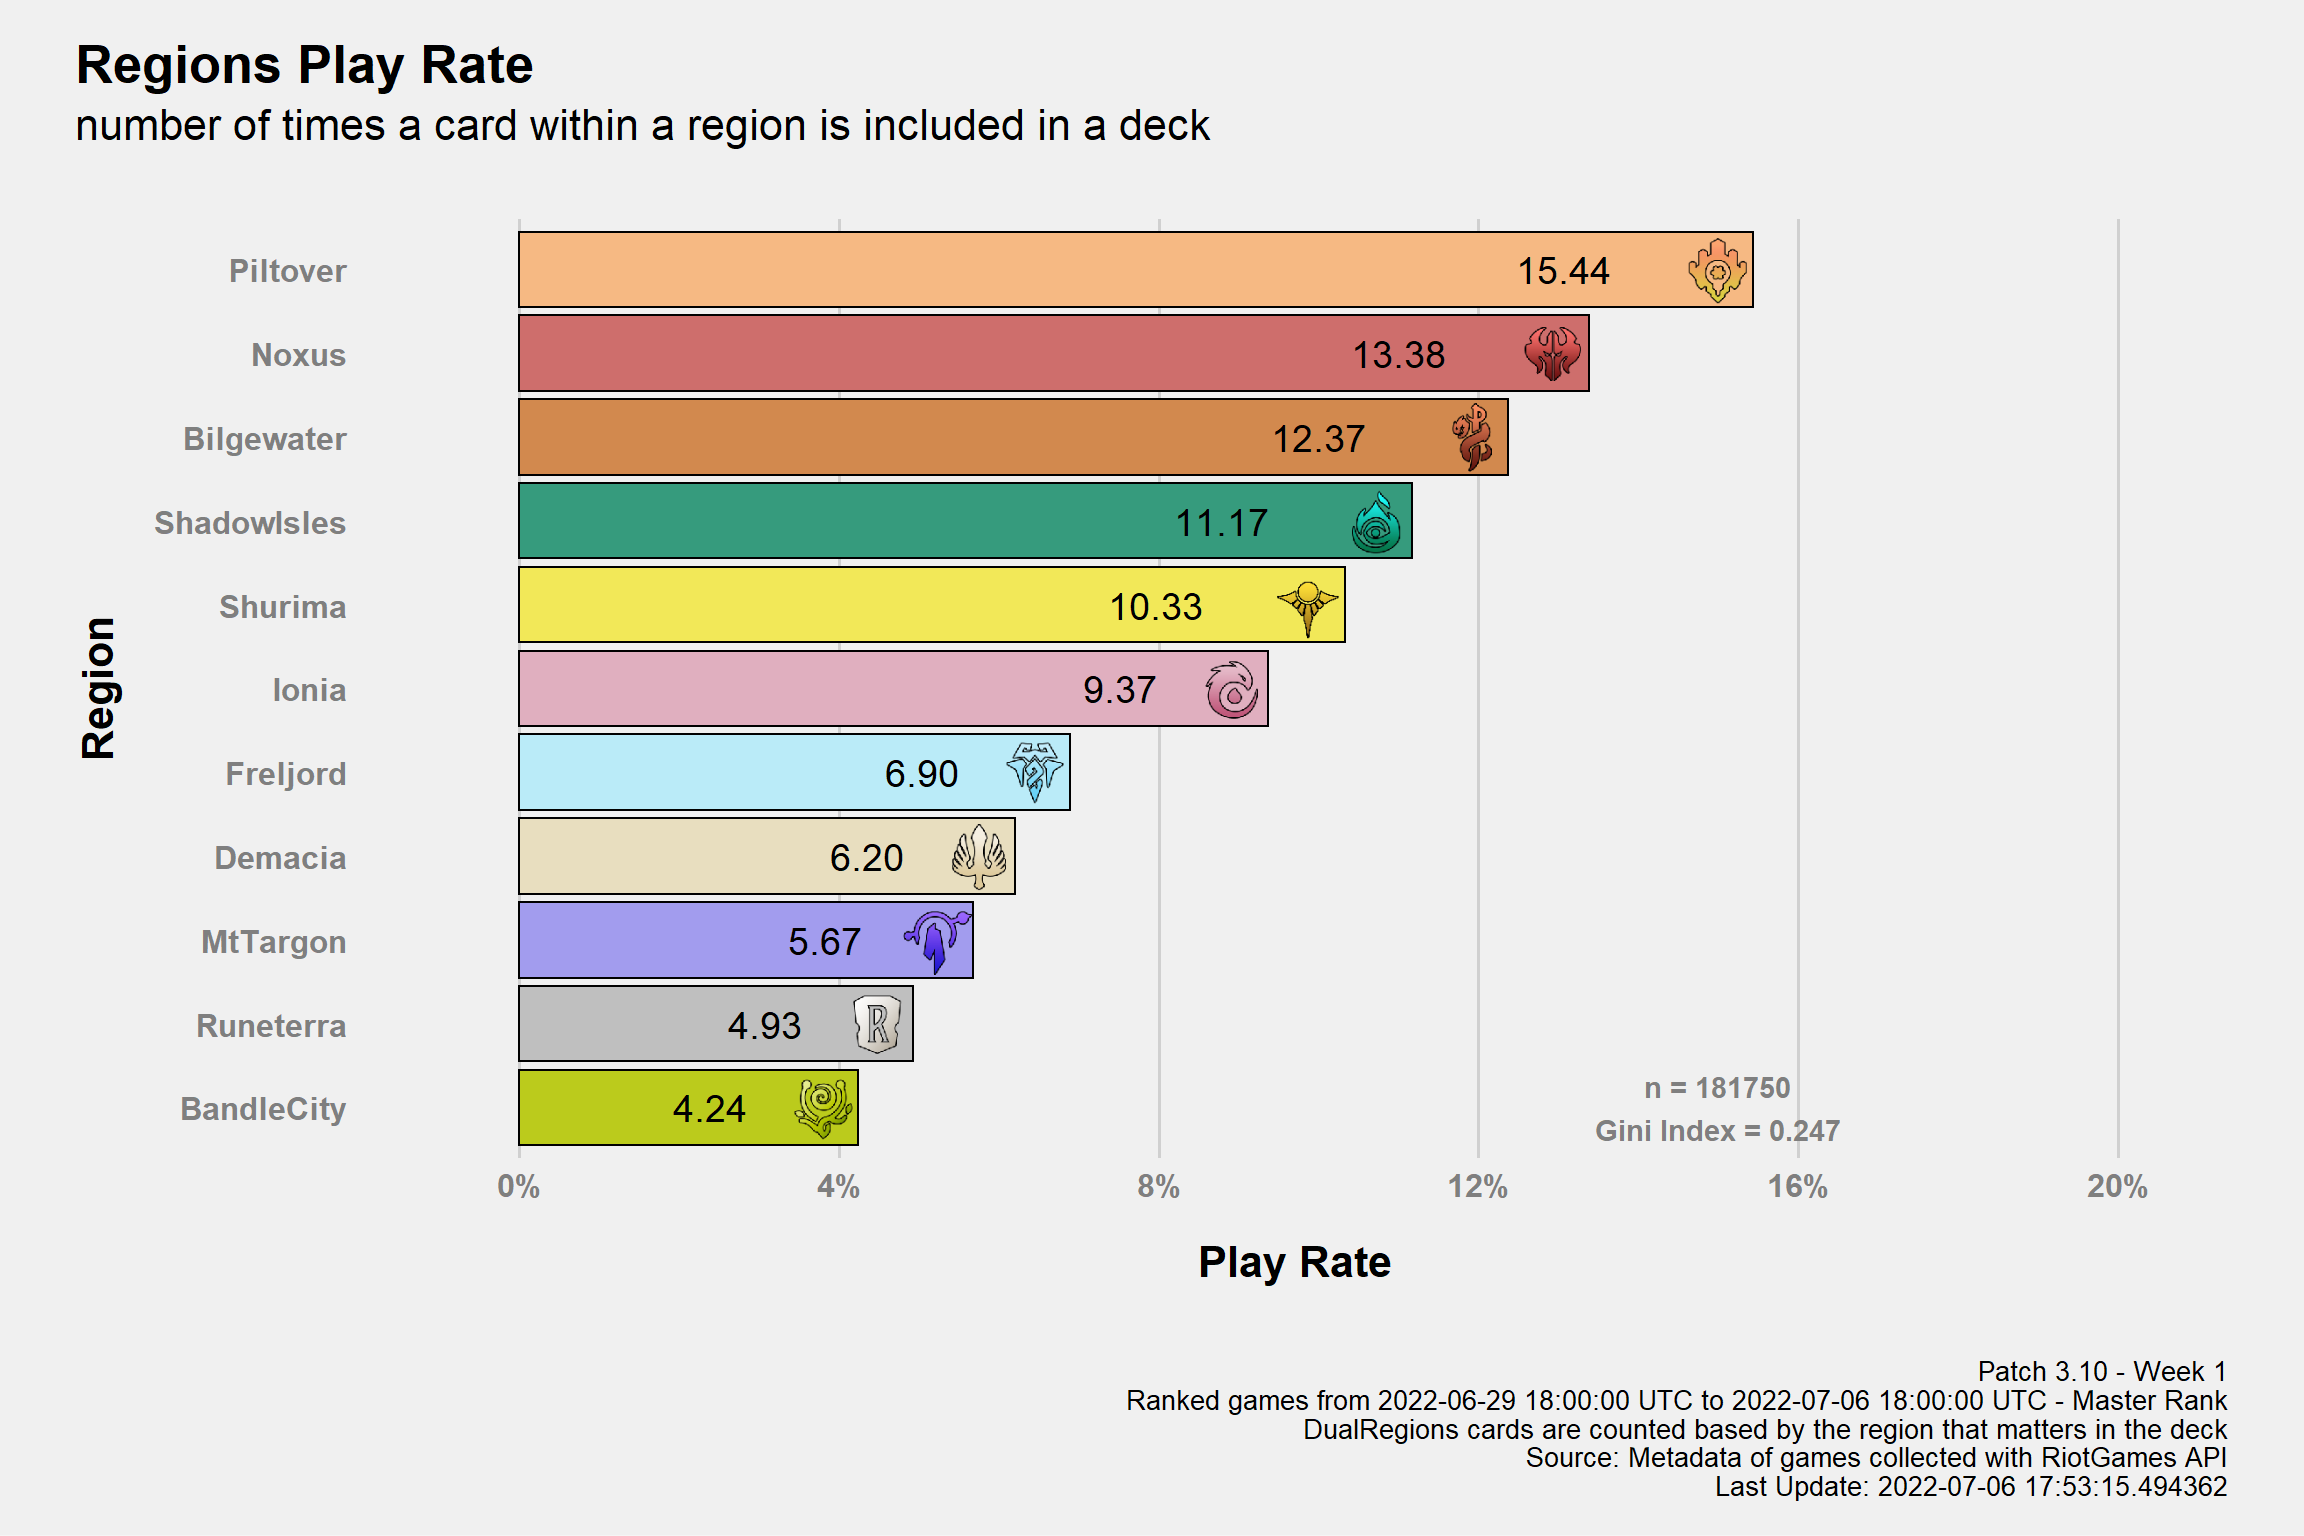 Regions Play Rate
number of times a card within a region is included in a deck
Region
Piltover 15.44
Noxus 13.38
Bilgewater 12.37
ShadowIsles 11.17
Shurima 10.33
Ionia 9.37
Freljord 6.90
Demacia 6.20
MtTargon 5.67
Runeterra 4.93 R
BandleCity 4.24
n = 181750
Gini Index = 0.247
0% 4% 8% 12% 16% 20%
Play Rate
Patch 3.10 - Week 1
Ranked games from 2022-06-29 18:00:00 UTC to 2022-07-06 18:00:00 UTC - Master Rank
DualRegions cards are counted based by the region that matters in the deck
Source: Metadata of games collected with RiotGames API
Last Update: 2022-07-06 17:53:15.494362